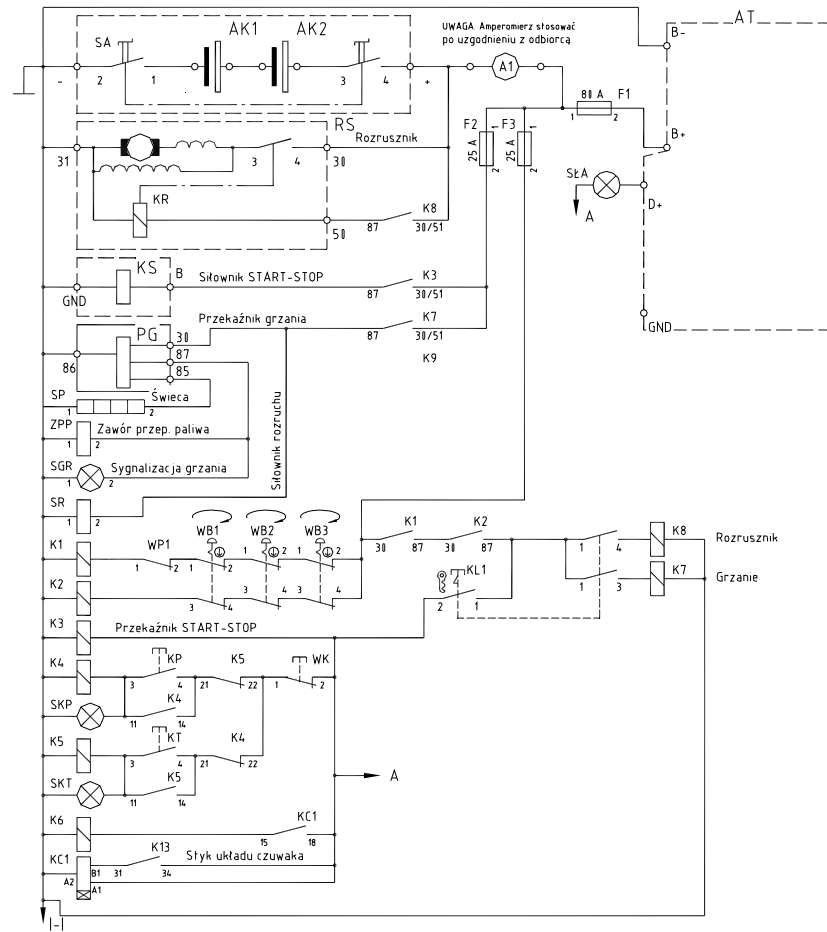 AT
UWAGA. Amperomierz stosować
po uzgodnieniu z odbiorcą.
B-
SA AK1 AK2
- 2 1 3 4 +
A1
80 A F1
1 2
RS
Rozrusznik
F2 1 F3 1
25 A 2 25 A 2
B+
31 3 4 30
SŁA
A
D+
KR
K8
50 87 30/51
KS B Siłownik START-STOP K3
GND 87 30/51
GND
Przekaźnik grzania K7
PG 30 87 30/51
87
86 85
K9
SP Świeca
1 2
ZPP Zawór przep. paliwa
1 2
SGR Sygnalizacja grzania
1 2
Siłownik rozruchu
SR
1 2
WB1 WB2 WB3
K1 WP1 1 2 1 2 1 2
1 2
K1 K2
30 87 30 87
1 4 K8 Rozrusznik
K2
3 4 3 4 3 4
KL1
2 1
1 3 K7 Grzanie
K3 Przekaźnik START-STOP
K4 KP K5 WK
3 4 21 22 1 2
SKP K4
11 14
K5 KT K4
3 4 21 22
A
SKT K5
11 14
K6 KC1
15 18
KC1 K13 Styk układu czuwaka
A2 B1 31 34
A1
|-|